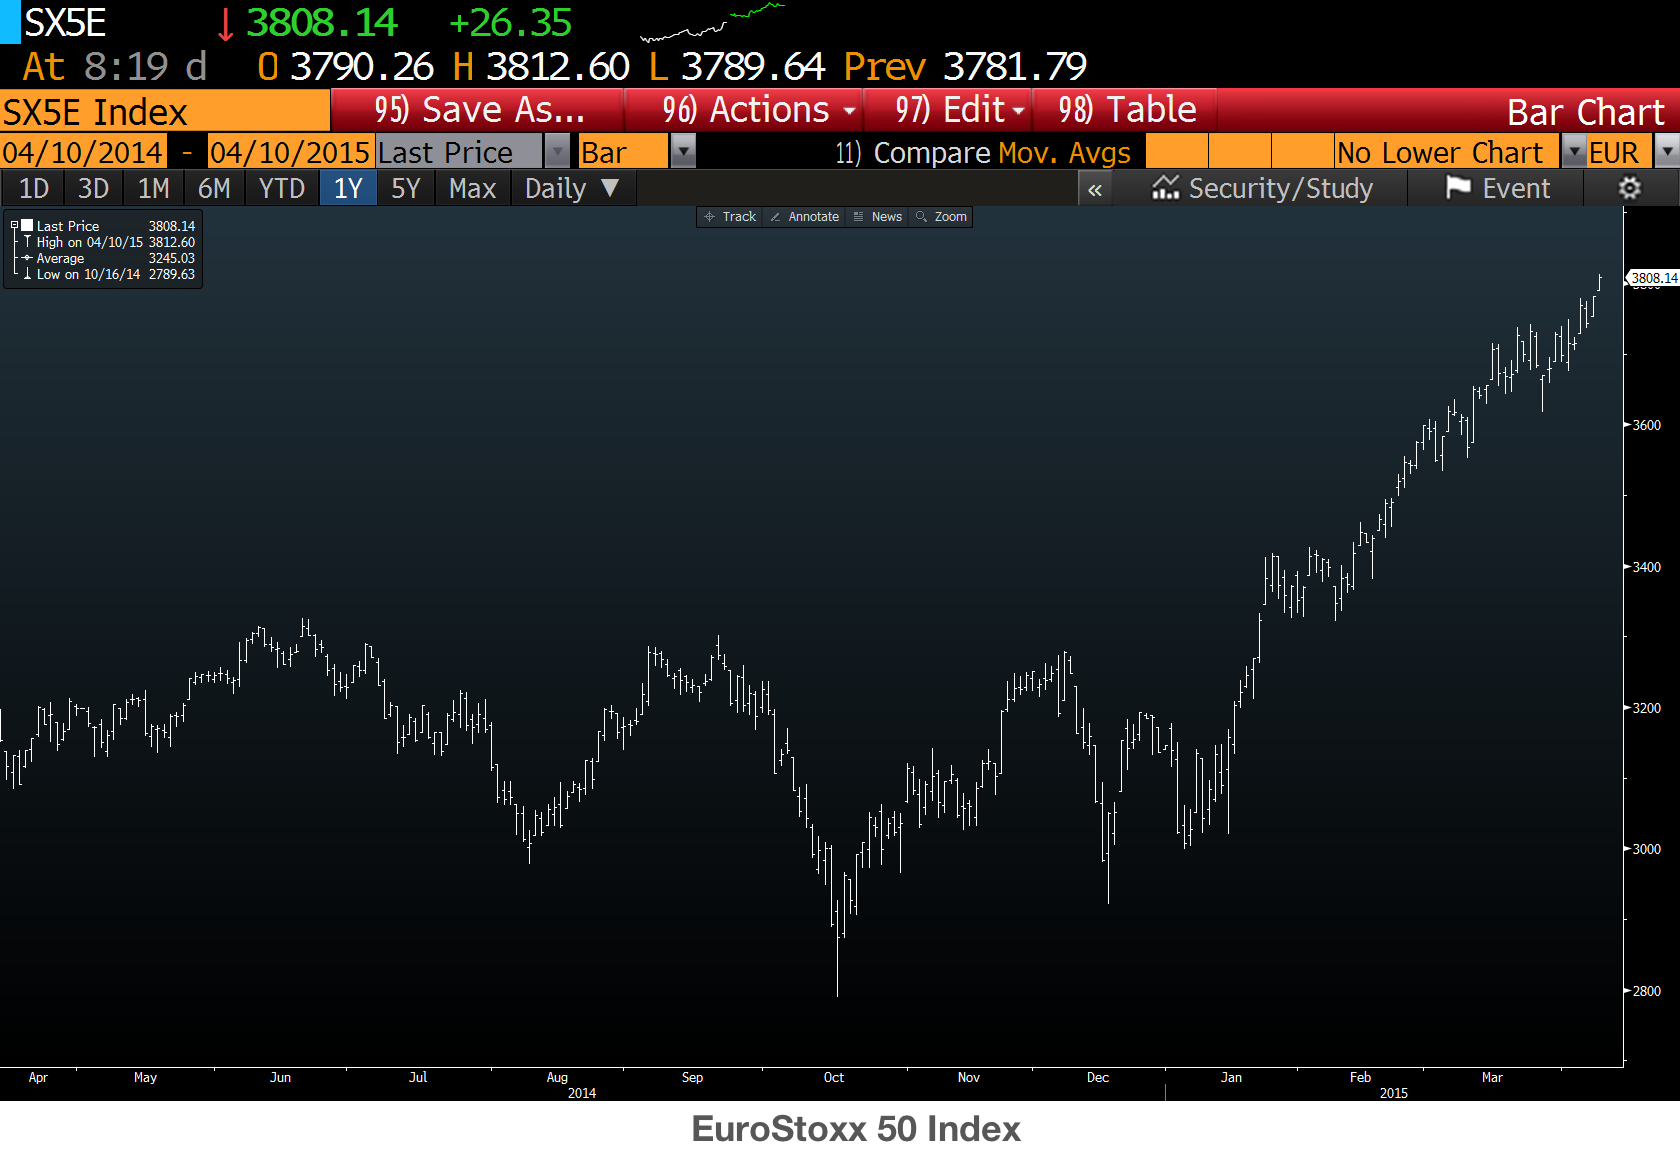 SX5E ↓3808.14 +26.35
At 8:19 d O 3790.26 H 3812.60 L 3789.64 Prev 3781.79
SX5E Index 95) Save As... 96) Actions 97) Edit 98) Table Bar Chart
04/10/2014 - 04/10/2015 Last Price Bar 11) Compare Mov. Avgs No Lower Chart EUR
1D 3D 1M 6M YTD 1Y 5Y Max Daily ▼ « Security/Study Event
Track Annotate News Zoom
Last Price 3808.14
High on 04/10/15 3812.60
Average 3245.03
Low on 10/16/14 2789.63
3808.14
3600
3400
3200
3000
2800
Apr May Jun Jul Aug Sep Oct Nov Dec Jan Feb Mar
2014 2015
EuroStoxx 50 Index